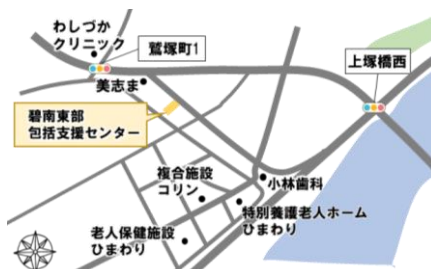 わしづか
クリニック
鷲塚町1
上塚橋西
美志ま
碧南東部
包括支援センター
複合施設
コリン
小林歯科
特別養護老人ホーム
ひまわり
老人保健施設
ひまわり